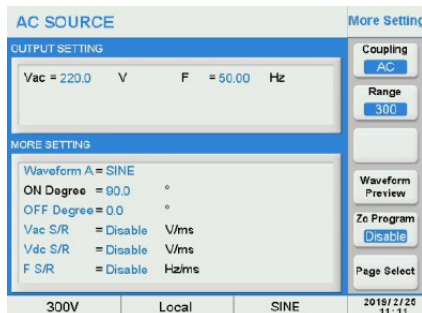 AC SOURCE
More Setting
OUTPUT SETTING
Vac = 220.0 V F = 50.00 Hz
MORE SETTING
Waveform A = SINE
ON Degree = 90.0 °
OFF Degree = 0.0 °
Vac S/R = Disable V/ms
Vdc S/R = Disable V/ms
F S/R = Disable Hz/ms
Coupling
AC
Range
300
Waveform
Preview
Zo Program
Disable
Page Select
300V Local SINE
2019/2/26
11:11